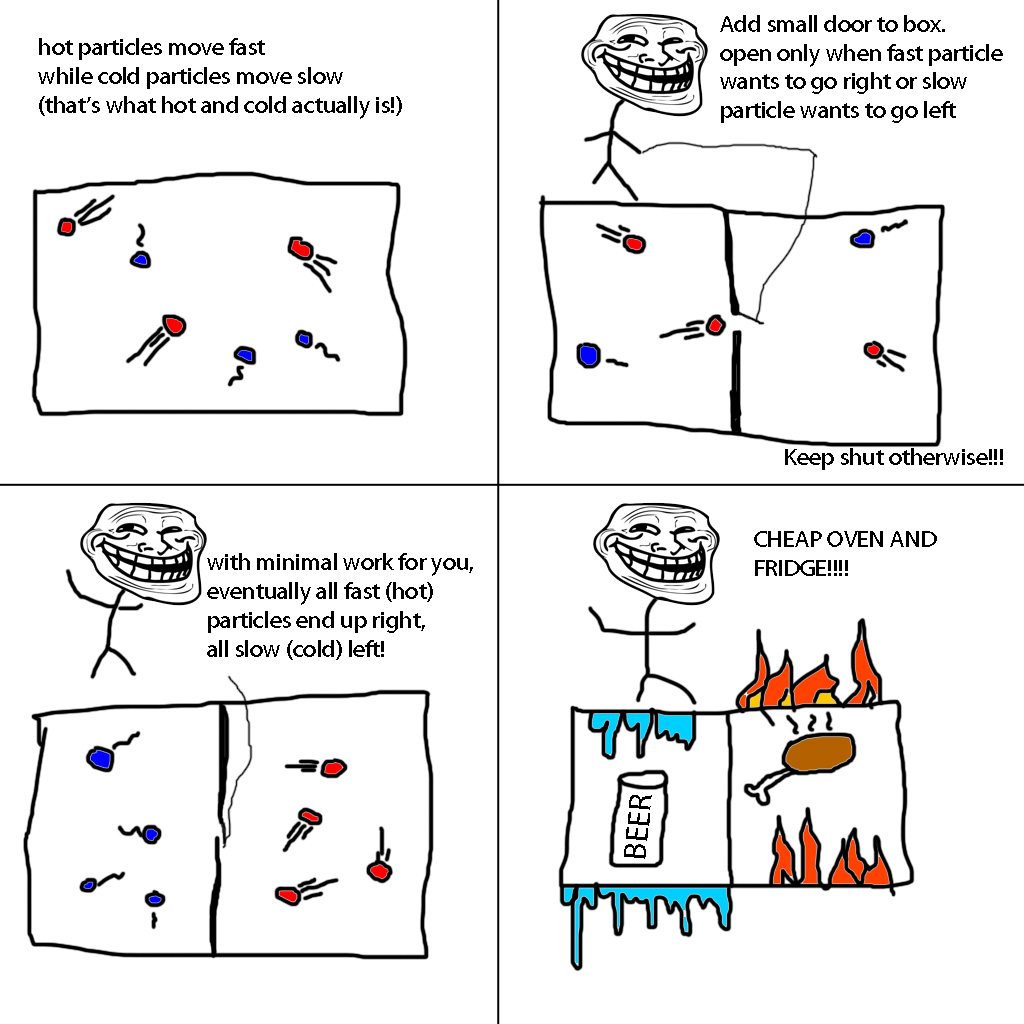 hot particles move fast
while cold particles move slow
(that's what hot and cold actually is!)
Add small door to box.
open only when fast particle
wants to go right or slow
particle wants to go left
Keep shut otherwise!!!
with minimal work for you,
eventually all fast (hot)
particles end up right,
all slow (cold) left!
CHEAP OVEN AND
FRIDGE!!!!
BEER